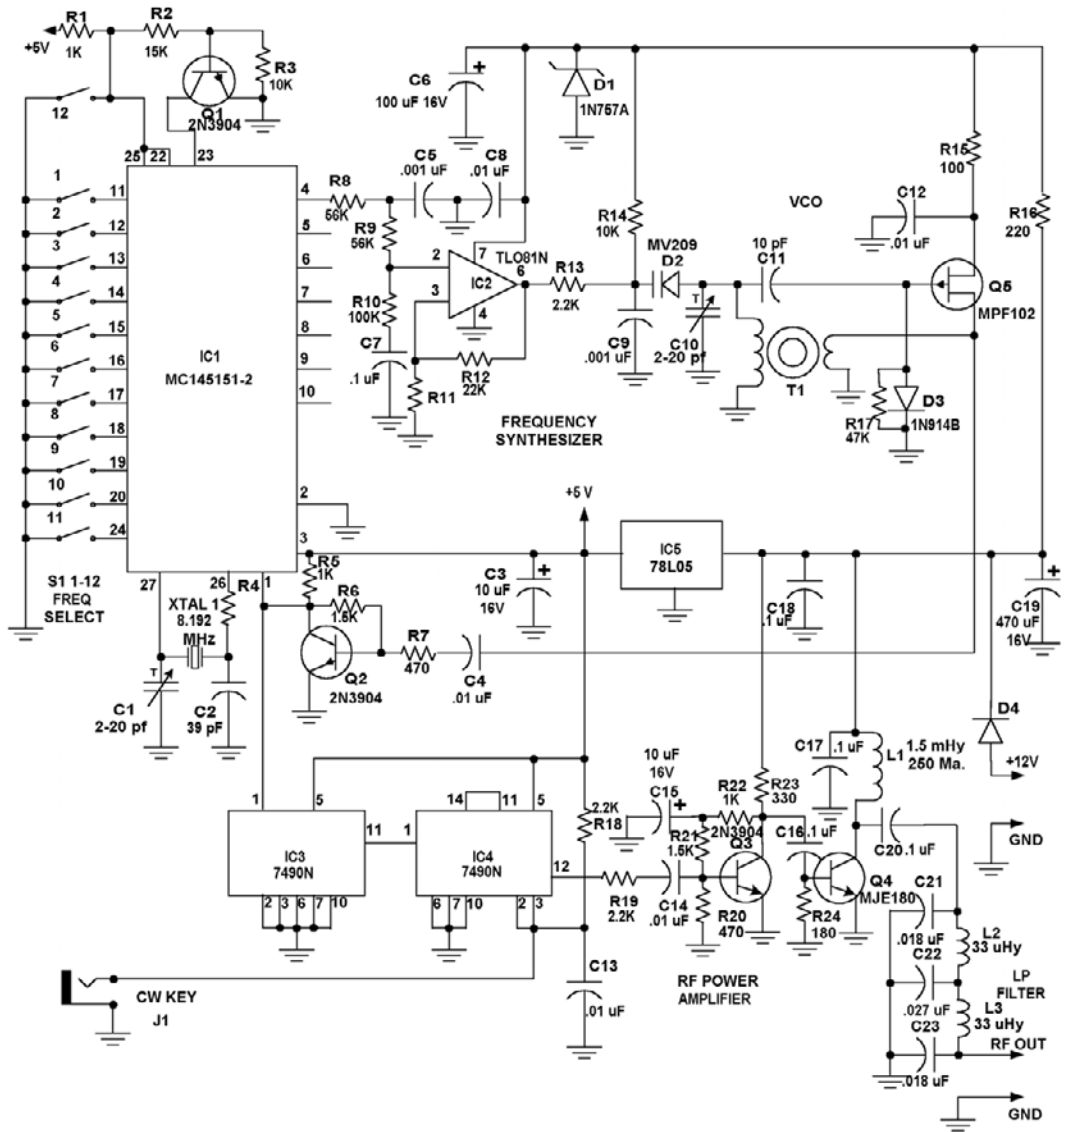 R1
R2
+5V
1K
15K
R3
10K
Q1
2N3904
12
25
22
23
C6
100 uF 16V
D1
1N757A
R15
100
1
2
3
4
5
6
7
8
9
10
11
11
12
13
14
15
16
17
18
19
20
24
IC1
MC145151-2
4
5
6
7
8
9
10
2
3
R8
56K
C5
.001 uF
C8
.01 uF
R9
56K
TLO81N
2
3
7
6
4
IC2
R13
2.2K
R14
10K
MV209
D2
VCO
10 pF
C11
C12
.01 uF
R16
220
Q5
MPF102
R10
100K
C7
.1 uF
R12
22K
R11
C9
.001 uF
T
C10
2-20 pf
T1
R17
47K
D3
1N914B
FREQUENCY
SYNTHESIZER
+5 V
IC5
78L05
S1 1-12
FREQ
SELECT
27
26
1
R4
XTAL 1
8.192
MHz
T
C1
2-20 pf
C2
39 pF
R5
1K
R6
1.5K
Q2
2N3904
R7
470
C4
.01 uF
C3
10 uF
16V
C18
.1 uF
C19
470 uF
16V
D4
+12V
GND
1
5
11
IC3
7490N
2
3
6
7
10
14
11
5
1
12
IC4
7490N
6
7
10
2
3
2.2K
R18
10 uF
16V
C15
R22
1K
R23
330
C17
.1 uF
L1
1.5 mHy
250 Ma.
R21
1.5K
2N3904
Q3
C16
.1 uF
C20
.1 uF
Q4
MJE180
R19
2.2K
C14
.01 uF
R20
470
R24
180
C21
.018 uF
L2
33 uHy
C22
.027 uF
LP
FILTER
L3
33 uHy
C23
.018 uF
RF OUT
GND
RF POWER
AMPLIFIER
C13
.01 uF
CW KEY
J1